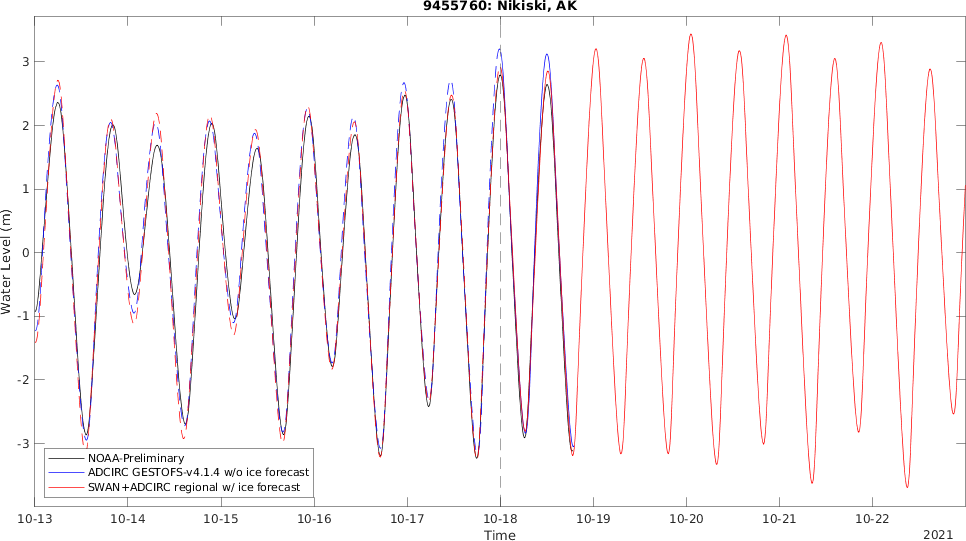 9455760: Nikiski, AK
Water Level (m)
3
2
1
0
-1
-2
-3
NOAA-Preliminary
ADCIRC GESTOFS-v4.1.4 w/o ice forecast
SWAN+ADCIRC regional w/ ice forecast
10-13 10-14 10-15 10-16 10-17 10-18 10-19 10-20 10-21 10-22
Time
2021